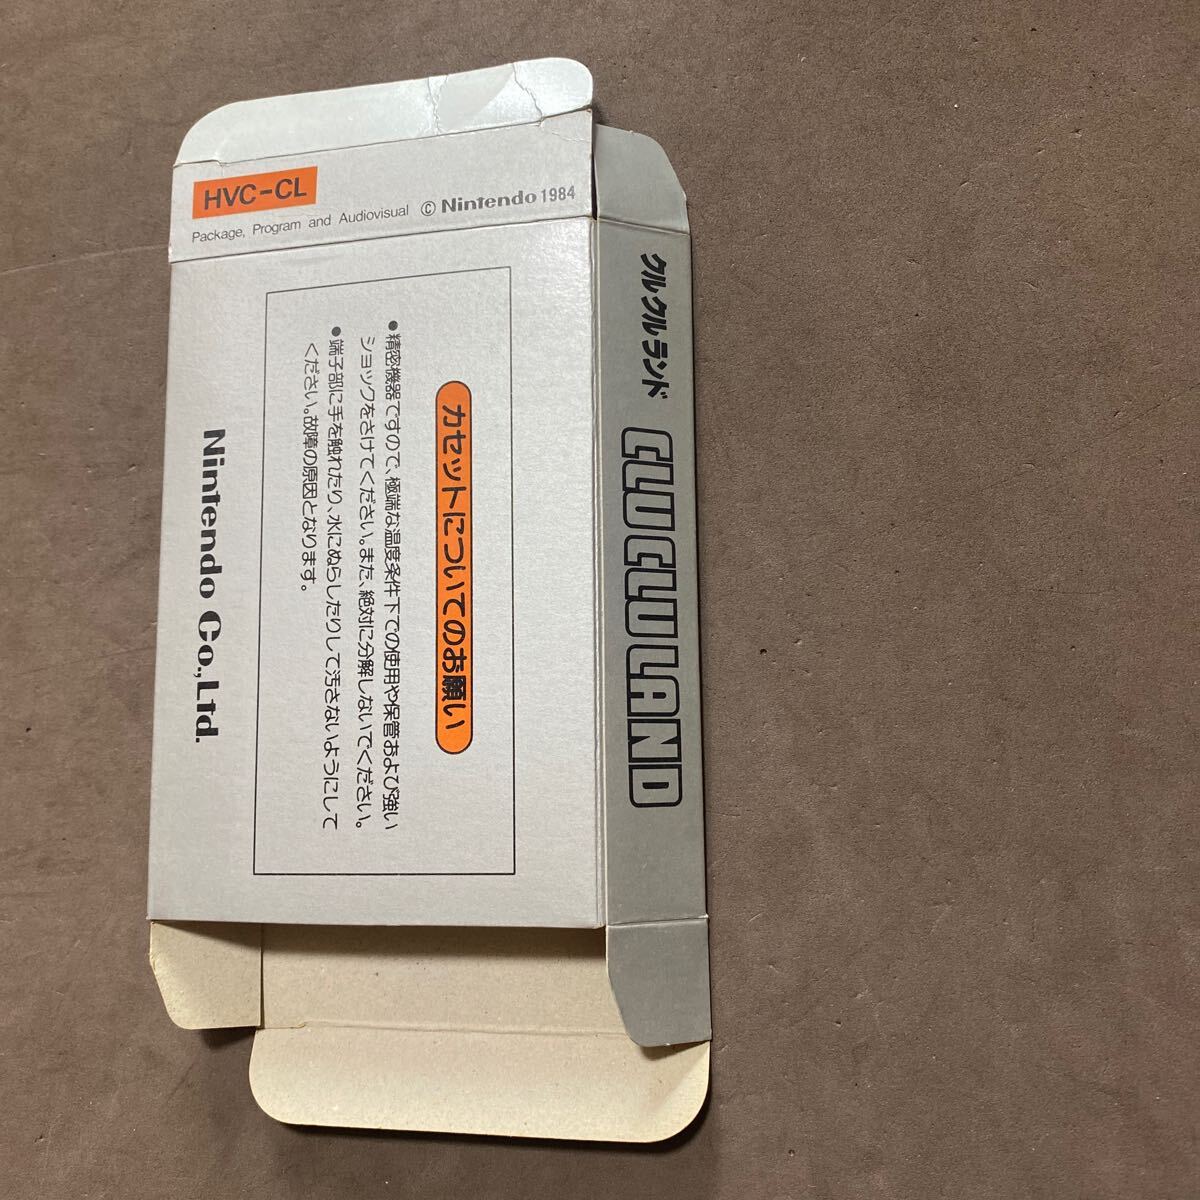 HVC-CL
Package, Program and Audiovisual © Nintendo 1984
クルクルランド CLU CLU LAND
カセットについてのお願い
●精密機器ですので、極端な温度条件下での使用や保管および強い
ショックをさけてください。また、絶対に分解しないでください。
●端子部に手を触れたり、水にぬらしたりして汚さないようにして
ください。故障の原因となります。
Nintendo Co.,Ltd.